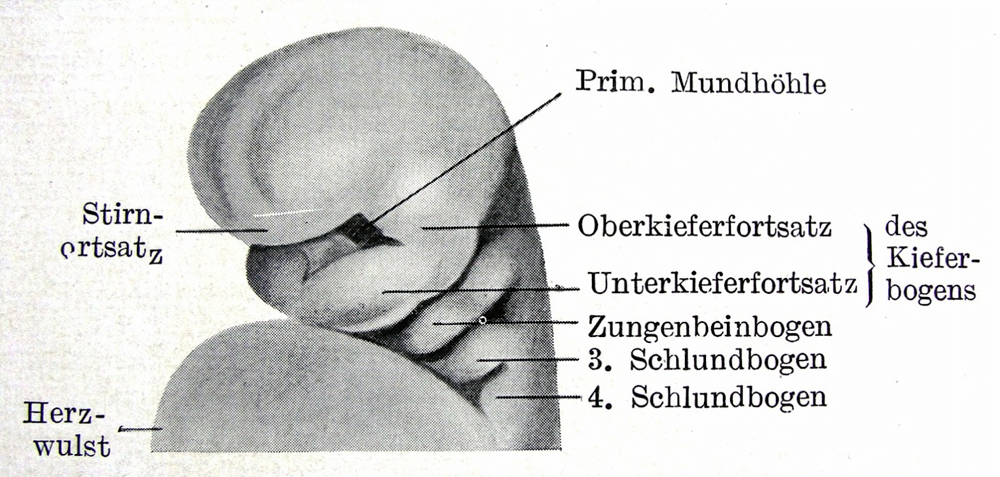 Prim. Mundhöhle
Stirn-
ortsatz
Oberkieferfortsatz
Unterkieferfortsatz
des
Kiefer-
bogens
Zungenbeinbogen
3. Schlundbogen
4. Schlundbogen
Herz-
wulst